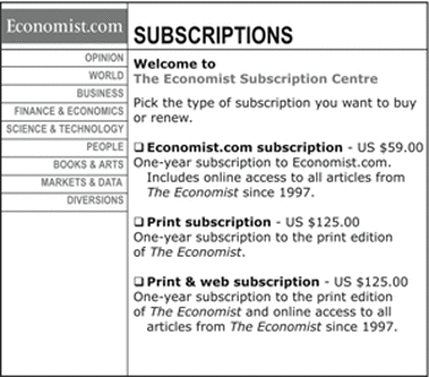 Economist.com
SUBSCRIPTIONS
OPINION
WORLD
BUSINESS
FINANCE & ECONOMICS
SCIENCE & TECHNOLOGY
PEOPLE
BOOKS & ARTS
MARKETS & DATA
DIVERSIONS
Welcome to
The Economist Subscription Centre
Pick the type of subscription you want to buy
or renew.
❑ Economist.com subscription - US $59.00
One-year subscription to Economist.com.
Includes online access to all articles from
The Economist since 1997.
❑ Print subscription - US $125.00
One-year subscription to the print edition
of The Economist.
❑ Print & web subscription - US $125.00
One-year subscription to the print edition
of The Economist and online access to all
articles from The Economist since 1997.